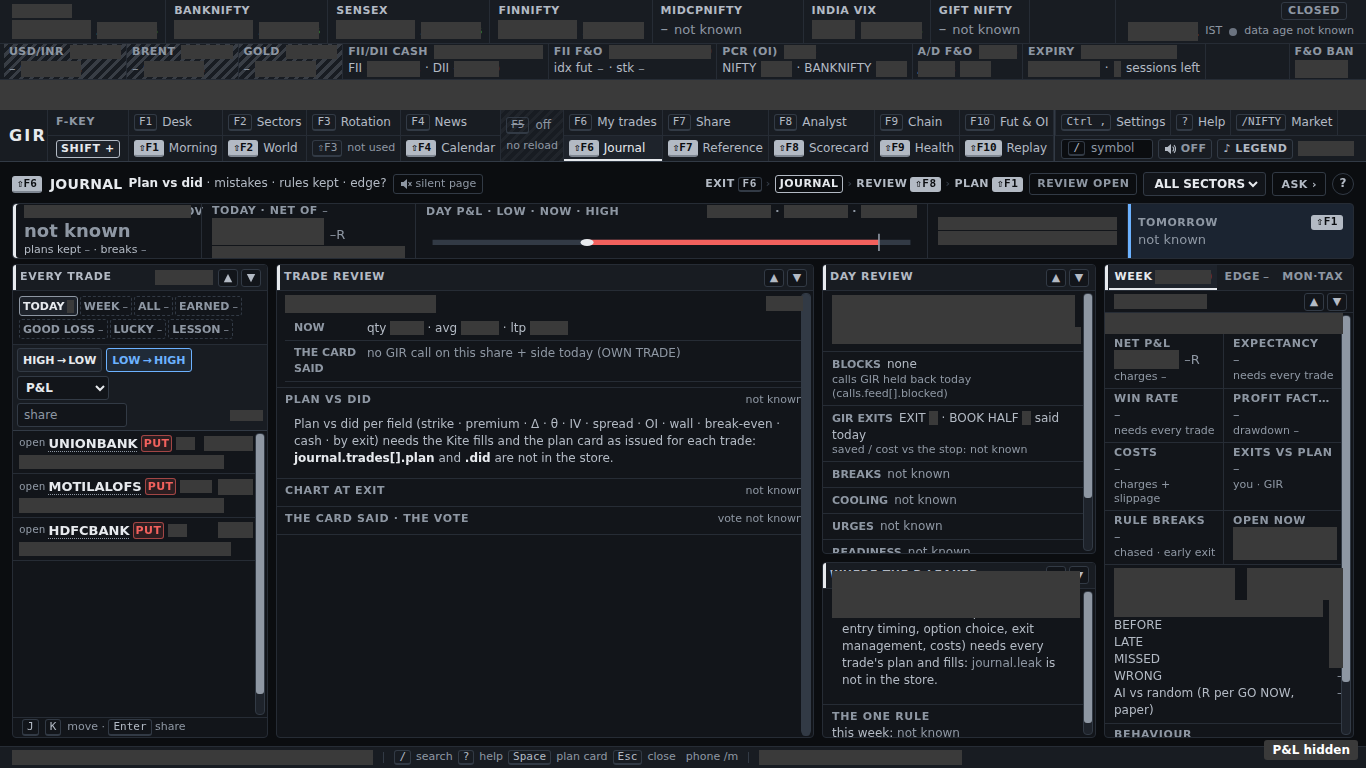 BANKNIFTY SENSEX FINNIFTY MIDCPNIFTY INDIA VIX GIFT NIFTY CLOSED
– not known – not known IST data age not known
USD/INR BRENT GOLD FII/DII CASH FII F&O PCR (OI) A/D F&O EXPIRY F&O BAN
– – – FII · DII idx fut – · stk – NIFTY · BANKNIFTY · sessions left
GIR F-KEY F1 Desk F2 Sectors F3 Rotation F4 News F5 off F6 My trades F7 Share F8 Analyst F9 Chain F10 Fut & OI Ctrl , Settings ? Help /NIFTY Market
SHIFT + ⇧F1 Morning ⇧F2 World ⇧F3 not used ⇧F4 Calendar no reload ⇧F6 Journal ⇧F7 Reference ⇧F8 Scorecard ⇧F9 Health ⇧F10 Replay / symbol OFF ♪ LEGEND
⇧F6 JOURNAL Plan vs did · mistakes · rules kept · edge? silent page EXIT F6 › JOURNAL › REVIEW ⇧F8 › PLAN ⇧F1 REVIEW OPEN ALL SECTORS ASK › ?
TODAY · NET OF – DAY P&L · LOW · NOW · HIGH · ·
not known –R TOMORROW ⇧F1
plans kept – · breaks – not known
EVERY TRADE ▲ ▼
TODAY WEEK – ALL – EARNED –
GOOD LOSS – LUCKY – LESSON –
HIGH → LOW LOW → HIGH
P&L
share
open UNIONBANK PUT
open MOTILALOFS PUT
open HDFCBANK PUT
J K move · Enter share
TRADE REVIEW ▲ ▼
NOW qty · avg · ltp
THE CARD SAID no GIR call on this share + side today (OWN TRADE)
PLAN VS DID not known
Plan vs did per field (strike · premium · Δ · θ · IV · spread · OI · wall · break-even ·
cash · by exit) needs the Kite fills and the plan card as issued for each trade:
journal.trades[].plan and .did are not in the store.
CHART AT EXIT not known
THE CARD SAID · THE VOTE vote not known
DAY REVIEW ▲ ▼
BLOCKS none
calls GIR held back today
(calls.feed[].blocked)
GIR EXITS EXIT · BOOK HALF said
today
saved / cost vs the stop: not known
BREAKS not known
COOLING not known
URGES not known
READINESS not known
entry timing, option choice, exit
management, costs) needs every
trade's plan and fills: journal.leak is
not in the store.
THE ONE RULE
this week: not known
WEEK EDGE – MON·TAX
▲ ▼
NET P&L EXPECTANCY
–R –
charges – needs every trade
WIN RATE PROFIT FACT...
– –
needs every trade drawdown –
COSTS EXITS VS PLAN
– –
charges + slippage you · GIR
RULE BREAKS OPEN NOW
–
chased · early exit
BEFORE
LATE
MISSED
WRONG –
AI vs random (R per GO NOW, paper) –
BEHAVIOUR
/ search ? help Space plan card Esc close phone /m
P&L hidden